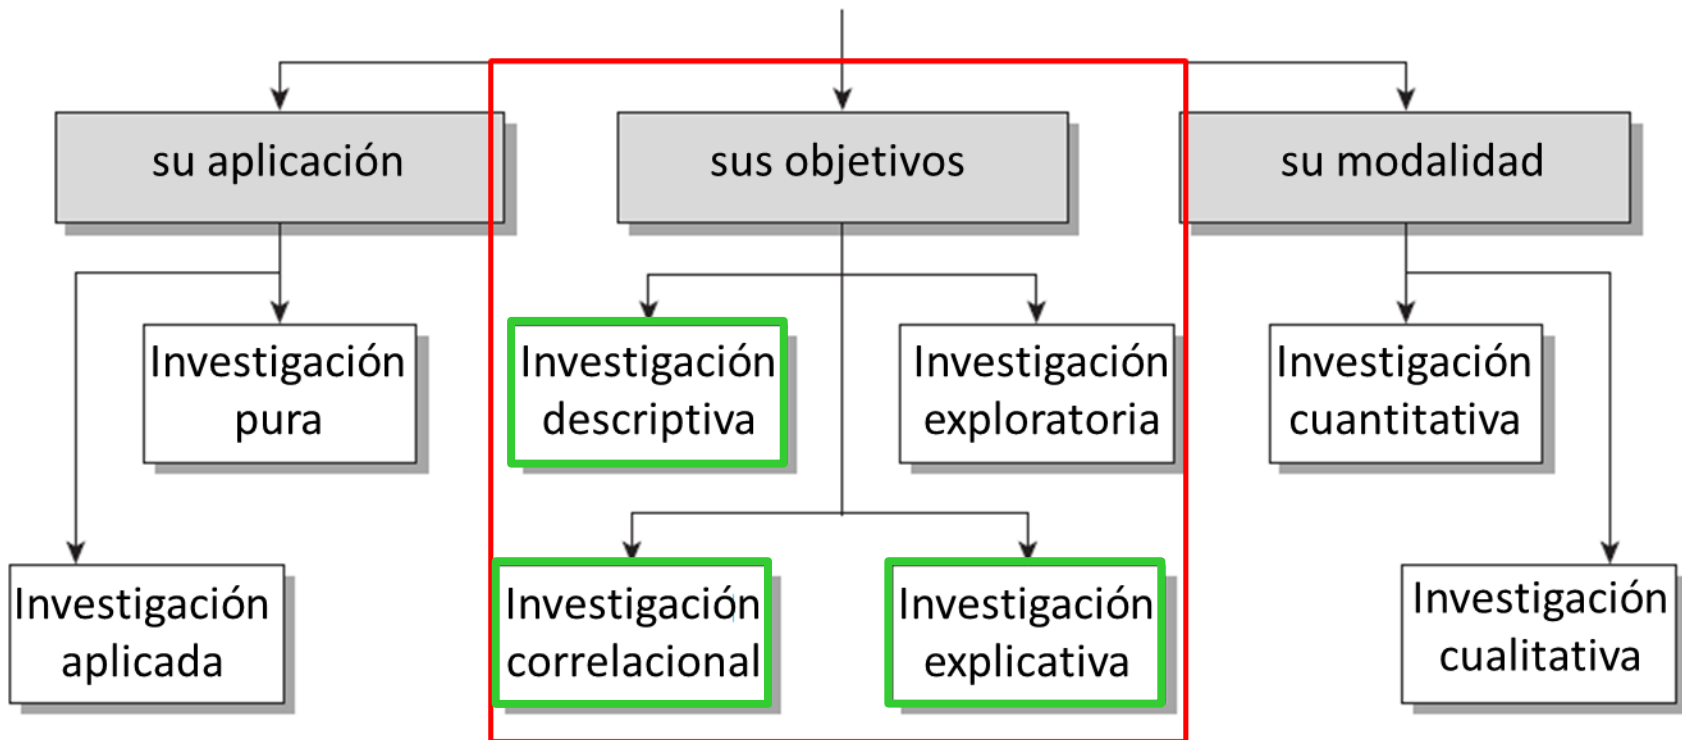 su aplicación
sus objetivos
su modalidad
Investigación
pura
Investigación
descriptiva
Investigación
exploratoria
Investigación
cuantitativa
Investigación
aplicada
Investigación
correlacional
Investigación
explicativa
Investigación
cualitativa